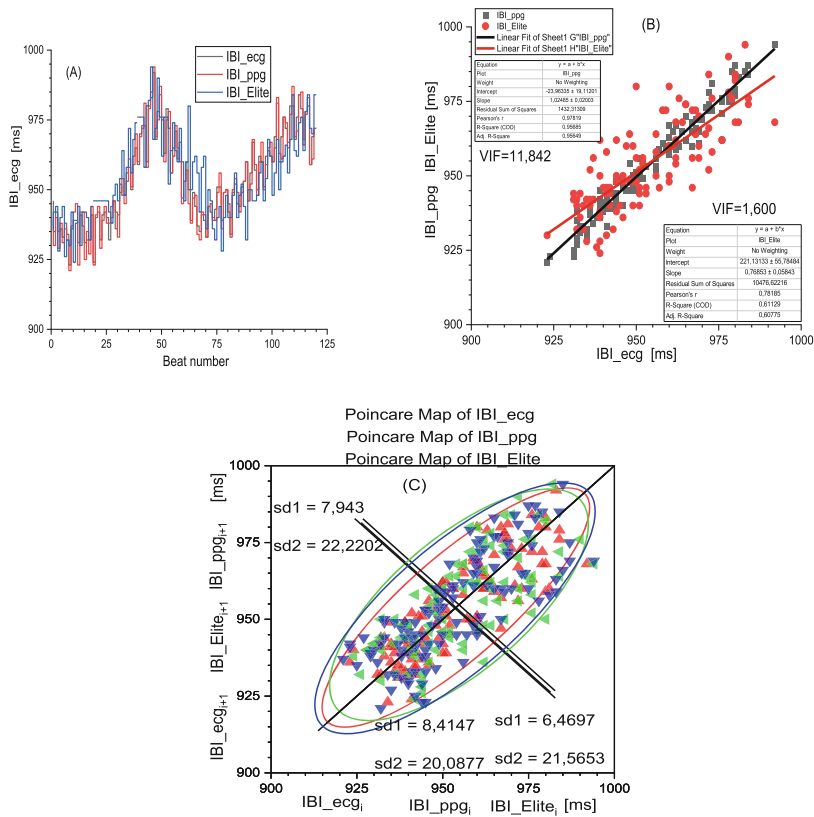 1000
975
950
925
900
IBI_ecg [ms]
(A)
IBI_ecg
IBI_ppg
IBI_Elite
0 25 50 75 100 125
Beat number
1000
975
950
925
900
IBI_ppg IBI_Elite [ms]
IBI_ppg
IBI_Elite
Linear Fit of Sheet1 G"IBI_ppg"
Linear Fit of Sheet1 H"IBI_Elite"
(B)
Equation y = a + b*x
Plot IBI_ppg
Weight No Weighting
Intercept -23,98335 ± 19,11201
Slope 1,02485 ± 0,02003
Residual Sum of Squares 1432,31309
Pearson's r 0,97819
R-Square (COD) 0,95685
Adj. R-Square 0,95649
VIF=11,842
VIF=1,600
Equation y = a + b*x
Plot IBI_Elite
Weight No Weighting
Intercept 221,13133 ± 55,78484
Slope 0,76853 ± 0,05843
Residual Sum of Squares 10476,62216
Pearson's r 0,78185
R-Square (COD) 0,61129
Adj. R-Square 0,60775
900 925 950 975 1000
IBI_ecg [ms]
Poincare Map of IBI_ecg
Poincare Map of IBI_ppg
Poincare Map of IBI_Elite
1000
975
950
925
900
IBI_ecgi+1 IBI_Elitei+1 IBI_ppgi+1 [ms]
(C)
sd1 = 7,943
sd2 = 22,2202
sd1 = 8,4147
sd2 = 20,0877
sd1 = 6,4697
sd2 = 21,5653
900 925 950 975 1000
IBI_ecgi IBI_ppgi IBI_Elitei [ms]